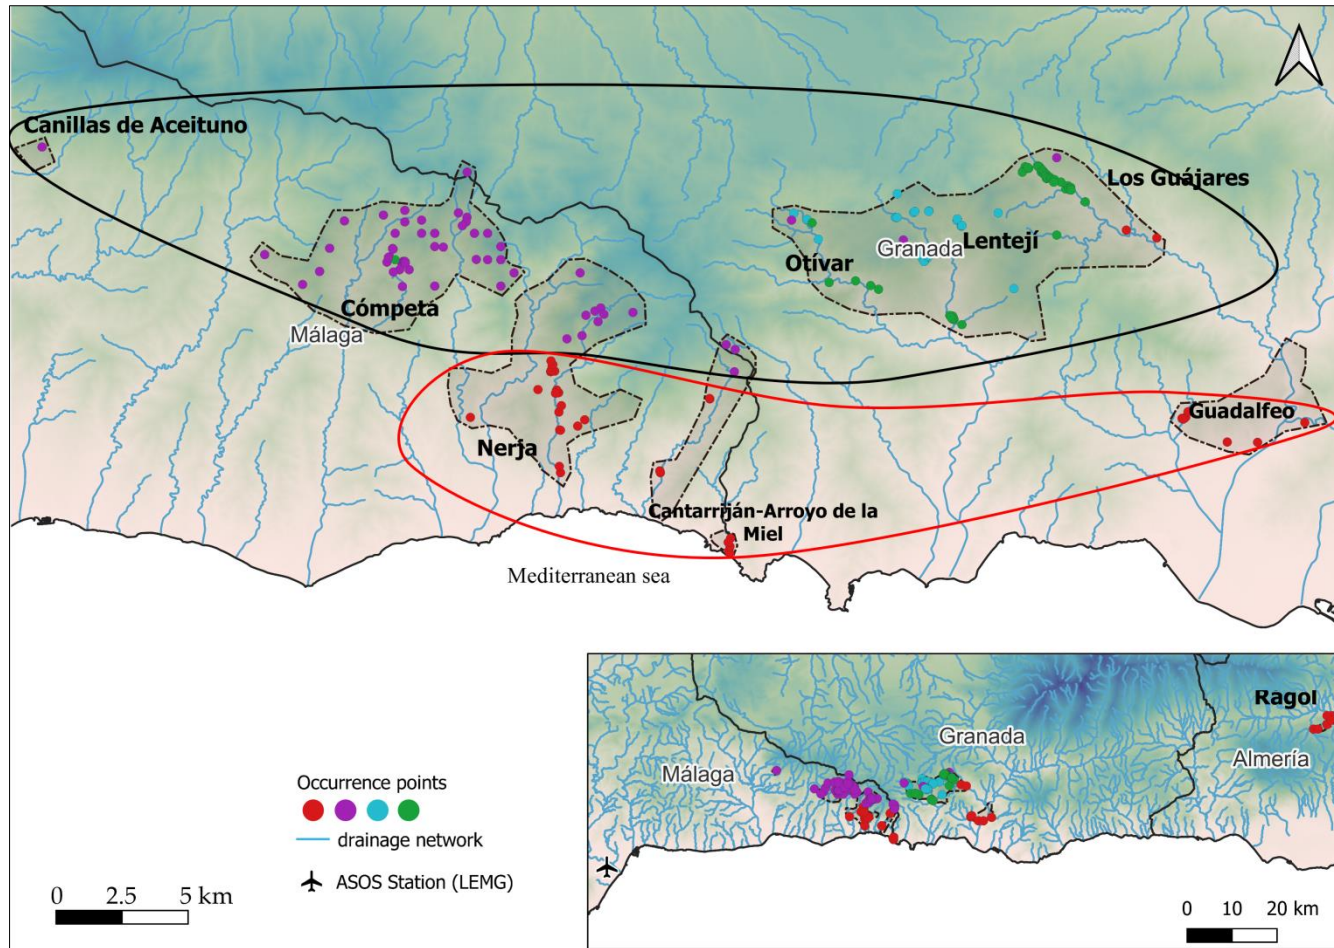 Canillas de Aceituno
Los Guájares
Lentejí
Granada
Otívar
Cómpeta
Málaga
Guadalfeo
Nerja
Cantarriján-Arroyo de la
Miel
Mediterranean sea
Ragol
Granada
Almería
Málaga
Occurrence points
drainage network
ASOS Station (LEMG)
0 2.5 5 km
0 10 20 km